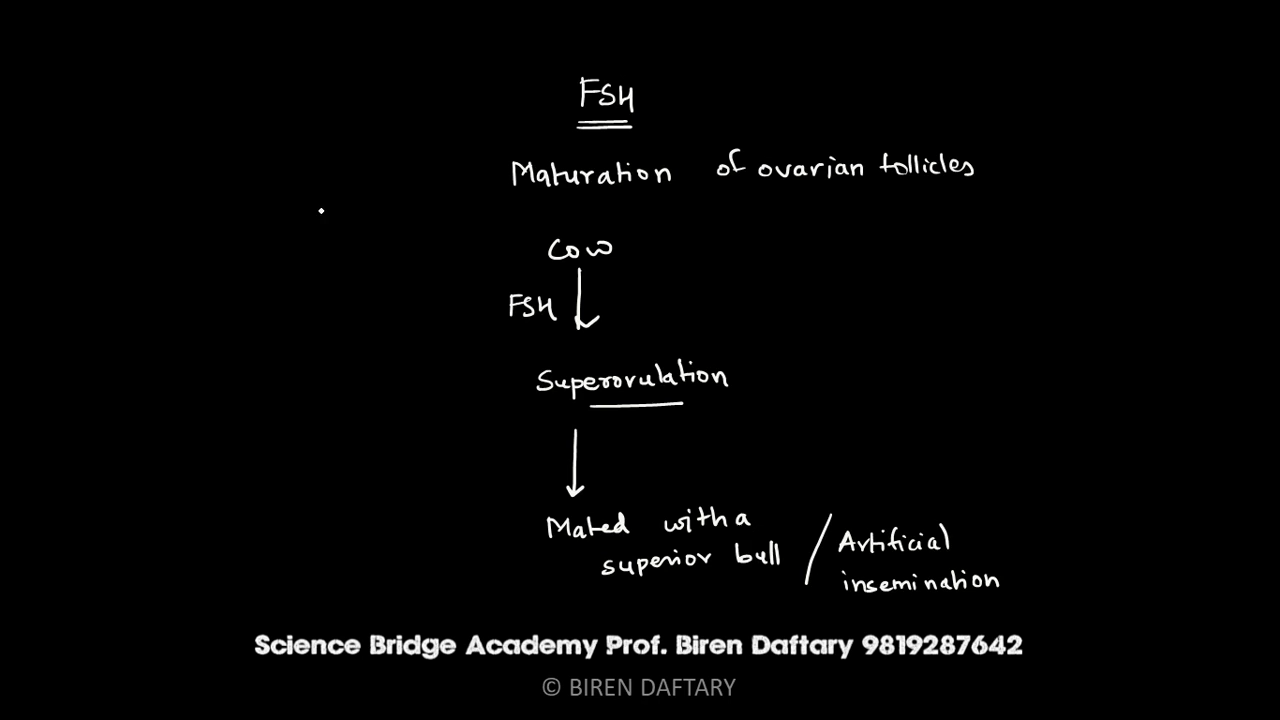 FSH
Maturation of ovarian follicles
Cow
FSH
Superovulation
Mated with a
superior bull / Artificial
insemination
Science Bridge Academy Prof. Biren Daftary 9819287642
© BIREN DAFTARY